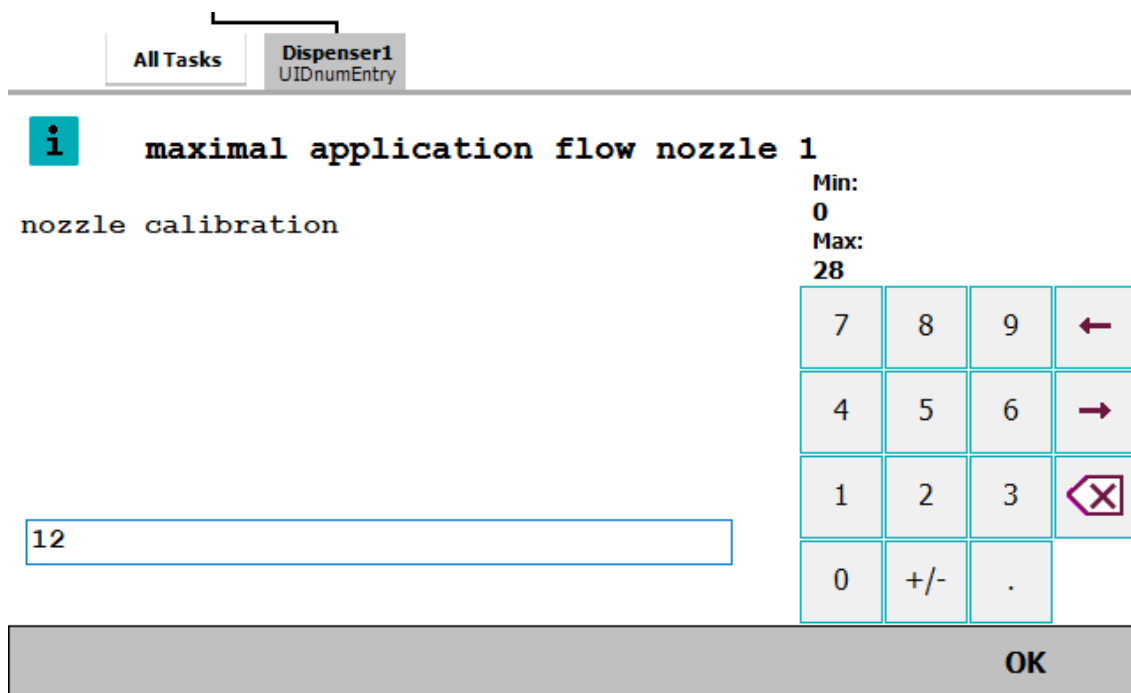 All Tasks
Dispenser1
UIDnumEntry
i
maximal application flow nozzle 1
nozzle calibration
Min:
0
Max:
28
7 8 9 ←
4 5 6 →
1 2 3
0 +/- .
12
OK